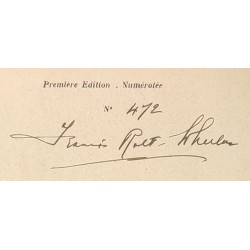 Première Edition . Numérotée
N° 472
Francis Rolt-Wheeler